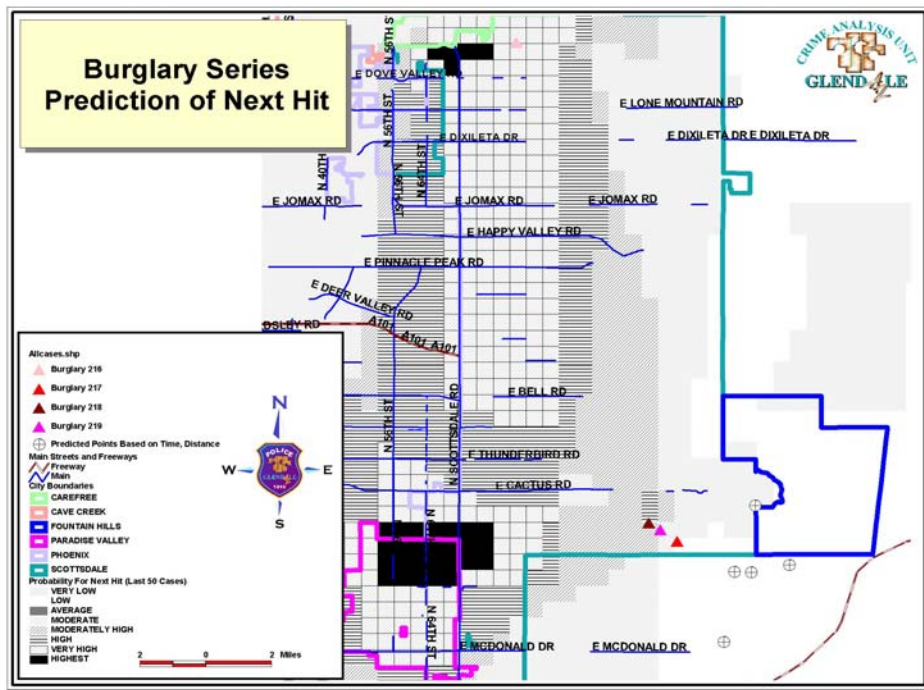 Burglary Series
Prediction of Next Hit
CRIME ANALYSIS UNIT
GLENDALE
N 56TH S
E DOVE VALLEY RD
E LONE MOUNTAIN RD
N 56TH ST
E DIXILETA DR
E DIXILETA DR E DIXILETA DR
N 40TH
N 56TH ST
N 64TH ST
E JOMAX RD
E JOMAX RD
E JOMAX RD
E HAPPY VALLEY RD
E PINNACLE PEAK RD
E DEER VALLEY RD
DSLEY RD
A101
A101
A101
E BELL RD
N 56TH ST
N SCOTTSDALE RD
E THUNDERBIRD RD
E CACTUS RD
N 64TH ST
E MCDONALD DR
E MCDONALD DR
Allcases.shp
Burglary 216
Burglary 217
Burglary 218
Burglary 219
Predicted Points Based on Time, Distance
Main Streets and Freeways
Freeway
Main
City Boundaries
CAREFREE
CAVE CREEK
FOUNTAIN HILLS
PARADISE VALLEY
PHOENIX
SCOTTSDALE
Probability For Next Hit (Last 50 Cases)
VERY LOW
LOW
AVERAGE
MODERATE
MODERATELY HIGH
HIGH
VERY HIGH
HIGHEST
N
W
E
S
POLICE
GLENDALE
2 0 2 Miles